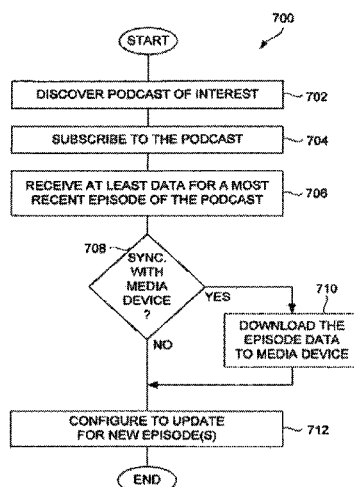 START
700
DISCOVER PODCAST OF INTEREST
702
SUBSCRIBE TO THE PODCAST
704
RECEIVE AT LEAST DATA FOR A MOST
RECENT EPISODE OF THE PODCAST
706
708
SYNC.
WITH
MEDIA
DEVICE
?
YES
NO
710
DOWNLOAD THE
EPISODE DATA
TO MEDIA DEVICE
CONFIGURE TO UPDATE
FOR NEW EPISODE(S)
712
END